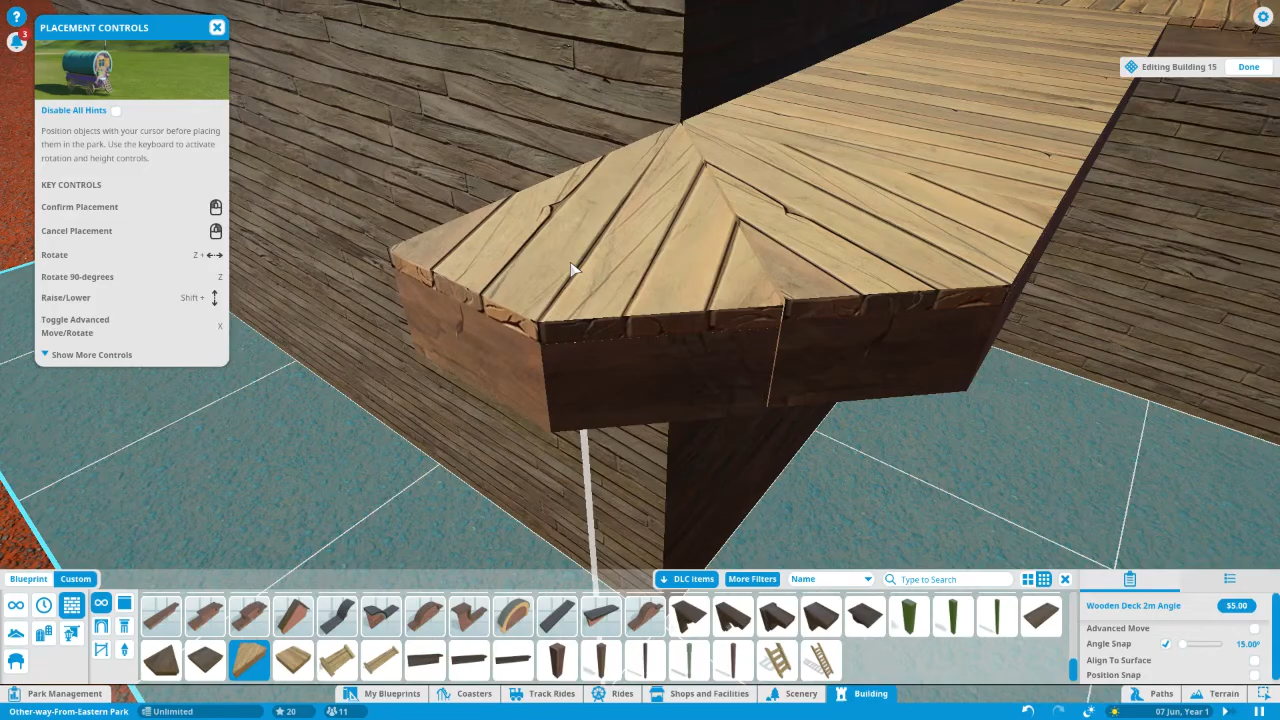 ?
3
PLACEMENT CONTROLS
Disable All Hints
Position objects with your cursor before placing
them in the park. Use the keyboard to activate
rotation and height controls.
KEY CONTROLS
Confirm Placement
Cancel Placement
Rotate Z +
Rotate 90-degrees Z
Raise/Lower Shift +
Toggle Advanced
Move/Rotate X
Show More Controls
Editing Building 15 Done
Blueprint Custom
DLC items More Filters Name Type to Search
Wooden Deck 2m Angle $5.00
Advanced Move
Angle Snap 15.00°
Align To Surface
Position Snap
Park Management My Blueprints Coasters Track Rides Rides Shops and Facilities Scenery Building Paths Terrain
Other-way-From-Eastern Park Unlimited 20 11 07 Jun, Year 1